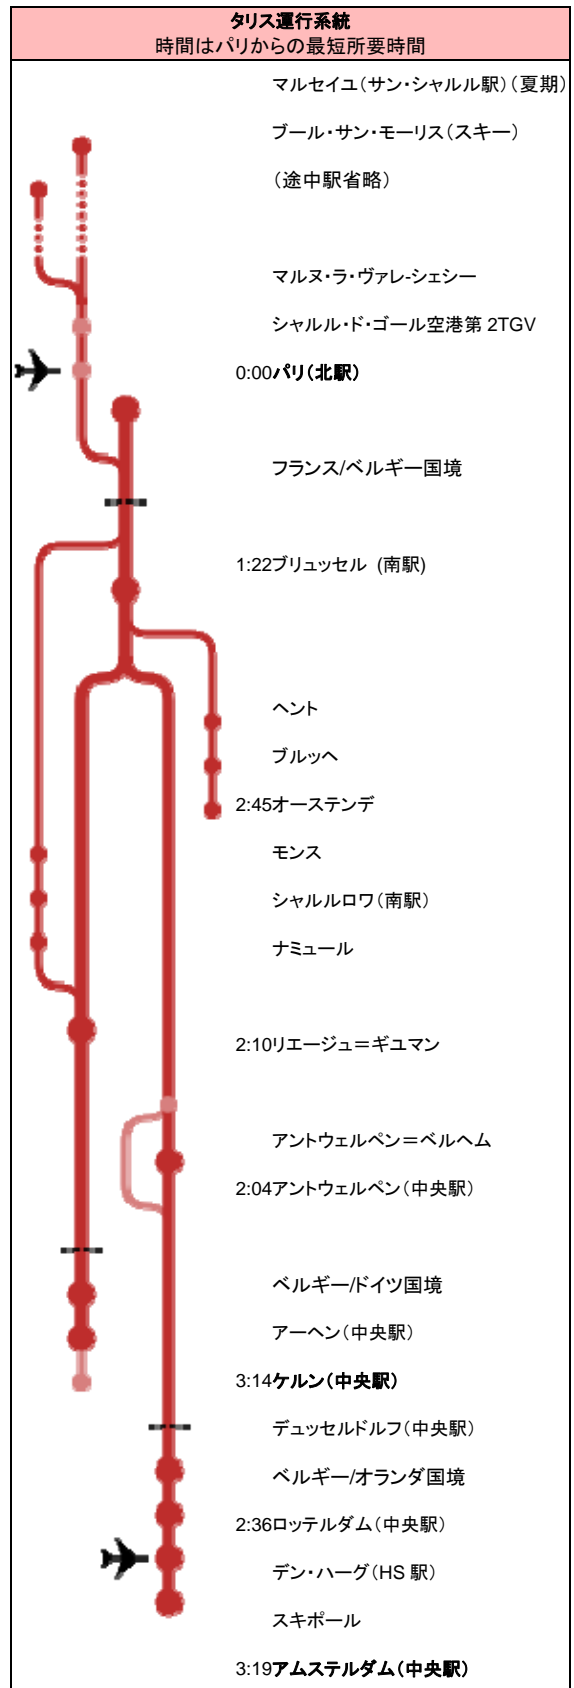 タリス運行系統
時間はパリからの最短所要時間
マルセイユ(サン・シャルル駅)(夏期)
ブール・サン・モーリス(スキー)
(途中駅省略)
マルヌ・ラ・ヴァレ-シェシー
シャルル・ド・ゴール空港第 2TGV
0:00パリ(北駅)
フランス/ベルギー国境
1:22ブリュッセル (南駅)
ヘント
ブルッヘ
2:45オーステンデ
モンス
シャルルロワ(南駅)
ナミュール
2:10リエージュ=ギユマン
アントウェルペン=ベルヘム
2:04アントウェルペン(中央駅)
ベルギー/ドイツ国境
アーヘン(中央駅)
3:14ケルン(中央駅)
デュッセルドルフ(中央駅)
ベルギー/オランダ国境
2:36ロッテルダム(中央駅)
デン・ハーグ(HS 駅)
スキポール
3:19アムステルダム(中央駅)